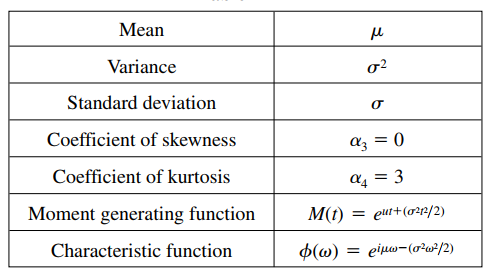 Mean μ
Variance σ²
Standard deviation σ
Coefficient of skewness α₃ = 0
Coefficient of kurtosis α₄ = 3
Moment generating function M(t) = e^{ut+(σ²t²/2)}
Characteristic function ϕ(ω) = e^{iμω−(σ²ω²/2)}